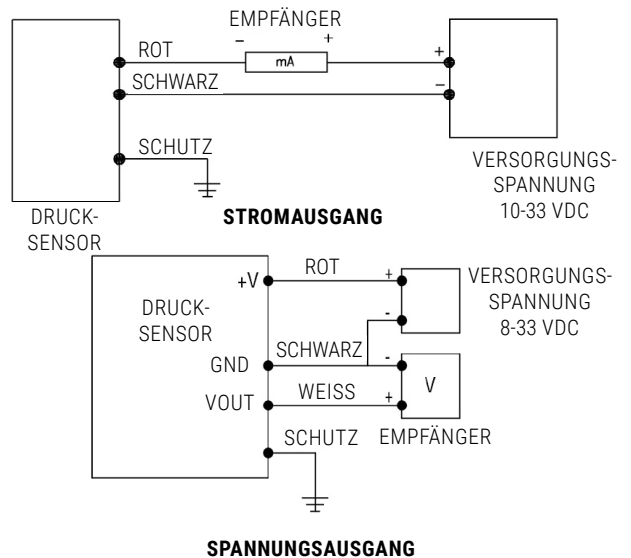 EMPFÄNGER
- +
ROT
mA
+
SCHWARZ
-
SCHUTZ
VERSORGUNGS-
SPANNUNG
10-33 VDC
DRUCK-
SENSOR
STROMAUSGANG
+V
ROT
+
VERSORGUNGS-
SPANNUNG
8-33 VDC
DRUCK-
SENSOR
-
GND
SCHWARZ
-
V
VOUT
WEISS
+
SCHUTZ
EMPFÄNGER
SPANNUNGSAUSGANG